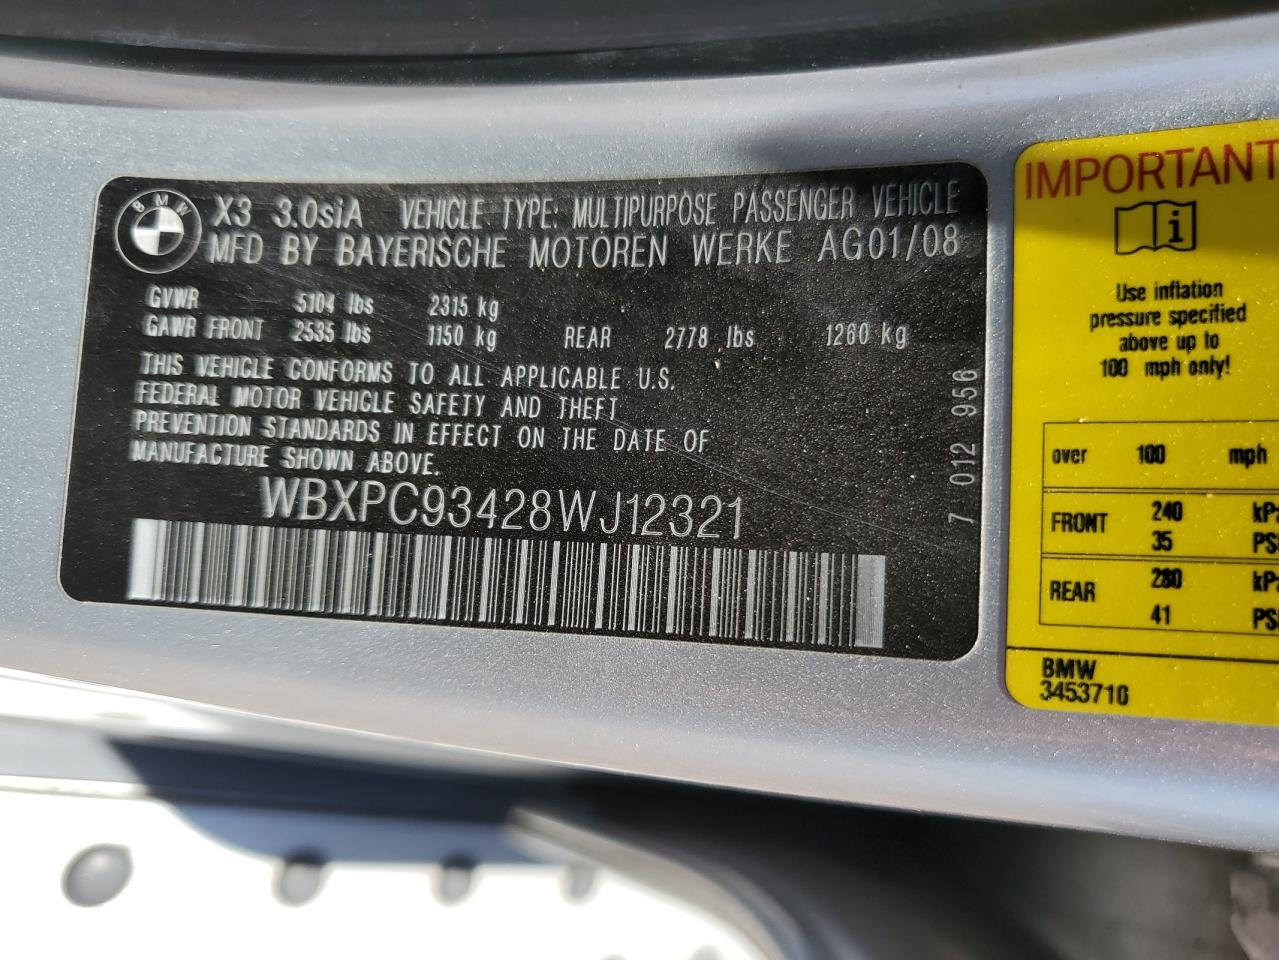 BMW
X3 3.0siA VEHICLE TYPE: MULTIPURPOSE PASSENGER VEHICLE
MFD BY BAYERISCHE MOTOREN WERKE AG01/08
GVWR 5104 lbs 2315 kg
GAWR FRONT 2535 lbs 1150 kg REAR 2778 lbs 1260 kg
THIS VEHICLE CONFORMS TO ALL APPLICABLE U.S.
FEDERAL MOTOR VEHICLE SAFETY AND THEFT
PREVENTION STANDARDS IN EFFECT ON THE DATE OF
MANUFACTURE SHOWN ABOVE.
WBXPC93428WJ12321
7 012 956
IMPORTANT
i
Use inflation
pressure specified
above up to
100 mph only!
over 100 mph
FRONT 240 kPa
35 PSI
REAR 280 kPa
41 PSI
BMW
3453710